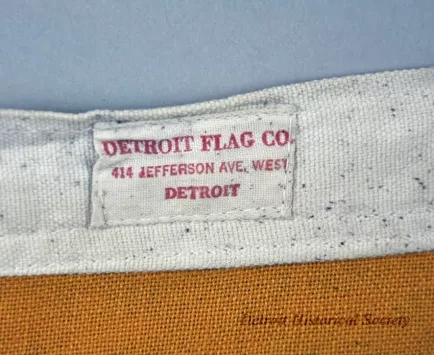 DETROIT FLAG CO.
414 JEFFERSON AVE. WEST
DETROIT
Detroit Historical Society